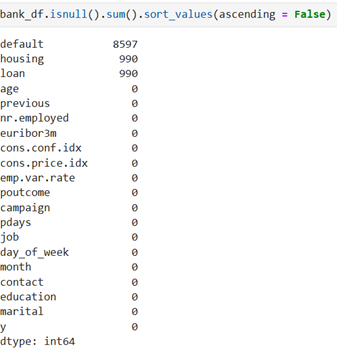 bank_df.isnull().sum().sort_values(ascending = False)
default 8597
housing 990
loan 990
age 0
previous 0
nr.employed 0
euribor3m 0
cons.conf.idx 0
cons.price.idx 0
emp.var.rate 0
poutcome 0
campaign 0
pdays 0
job 0
day_of_week 0
month 0
contact 0
education 0
marital 0
y 0
dtype: int64